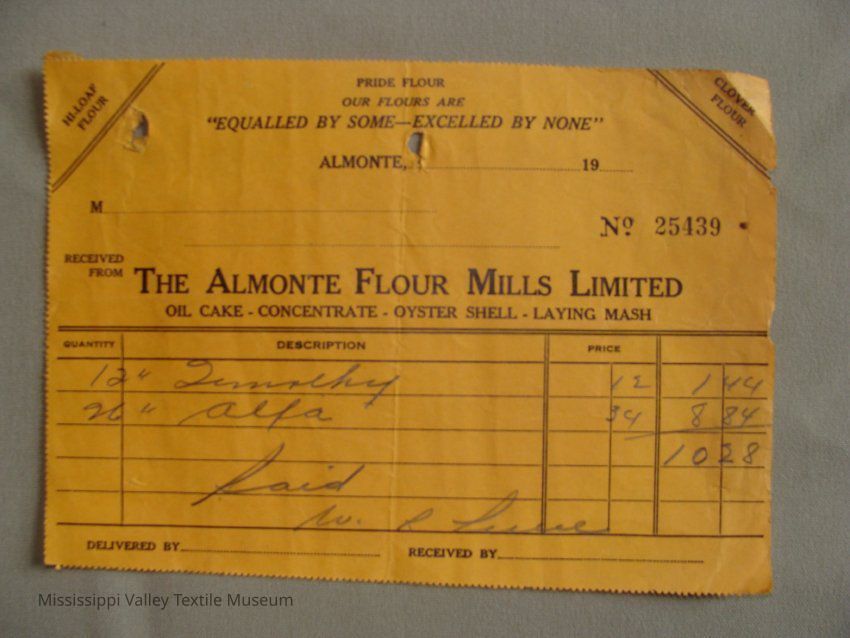 HI-LOAF
FLOUR
PRIDE FLOUR
OUR FLOURS ARE
"EQUALLED BY SOME—EXCELLED BY NONE"
CLOVER
FLOUR
ALMONTE, 19
M
Nº 25439
RECEIVED
FROM THE ALMONTE FLOUR MILLS LIMITED
OIL CAKE - CONCENTRATE - OYSTER SHELL - LAYING MASH
QUANTITY DESCRIPTION PRICE
12" Timothy 12 1 44
26" Alfa 34 8 84
10 28
Paid
W.
DELIVERED BY RECEIVED BY
Mississippi Valley Textile Museum